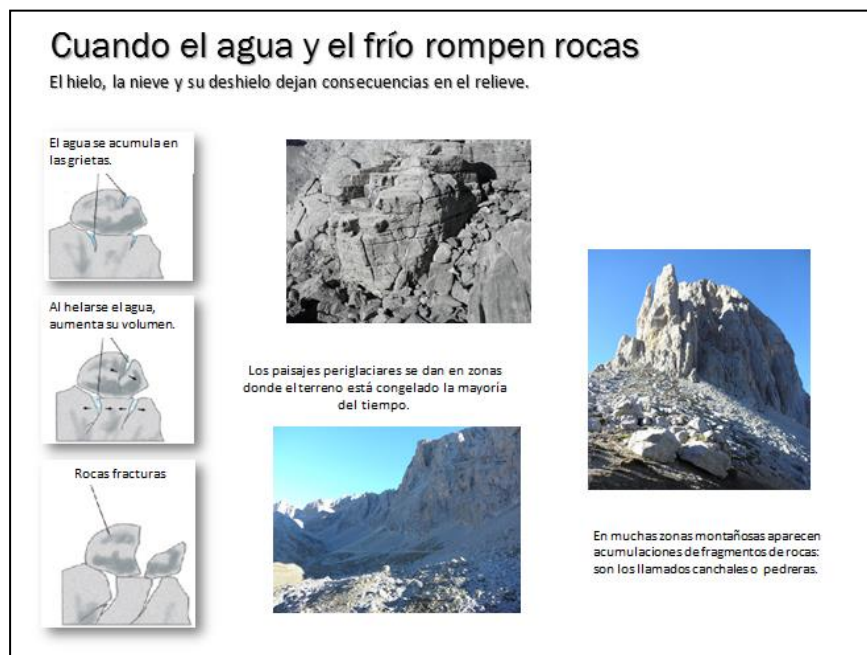 Cuando el agua y el frío rompen rocas
El hielo, la nieve y su deshielo dejan consecuencias en el relieve.
El agua se acumula en
las grietas.
Al helarse el agua,
aumenta su volumen.
Rocas fracturas
Los paisajes periglaciares se dan en zonas
donde el terreno está congelado la mayoría
del tiempo.
En muchas zonas montañosas aparecen
acumulaciones de fragmentos de rocas:
son los llamados canchales o pedreras.